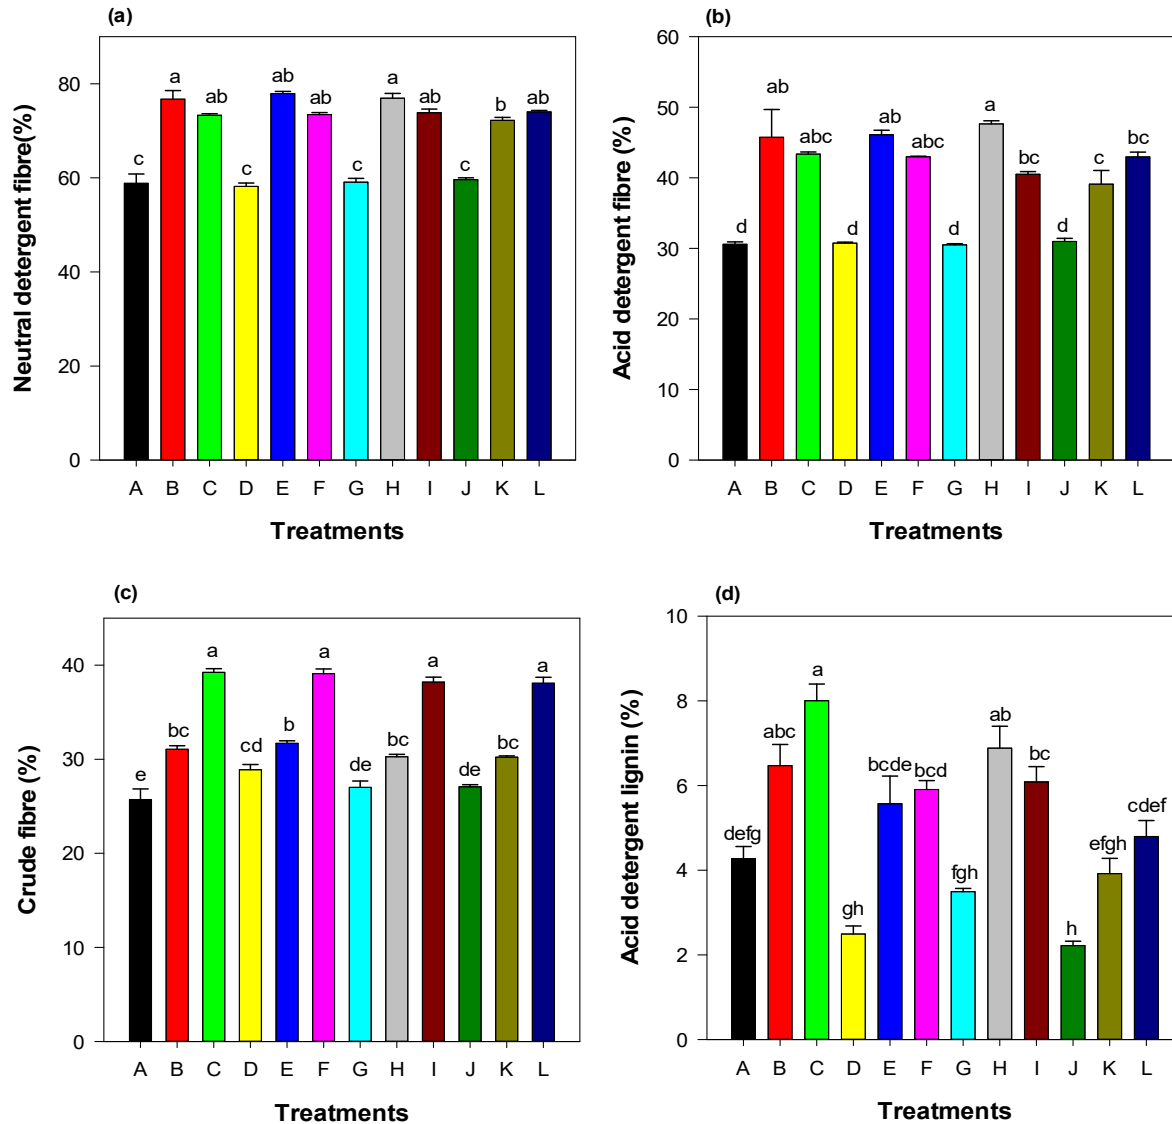 (a)
Neutral detergent fibre(%)
80
60
40
20
0
c a ab c ab ab c a ab c b ab
A B C D E F G H I J K L
Treatments
(b)
Acid detergent fibre (%)
60
50
40
30
20
10
0
d ab abc d ab abc d a bc d c bc
A B C D E F G H I J K L
Treatments
(c)
Crude fibre (%)
40
30
20
10
0
e bc a cd b a de bc a de bc a
A B C D E F G H I J K L
Treatments
(d)
Acid detergent lignin (%)
10
8
6
4
2
0
defg abc a gh bcde bcd fgh ab bc h efgh cdef
A B C D E F G H I J K L
Treatments